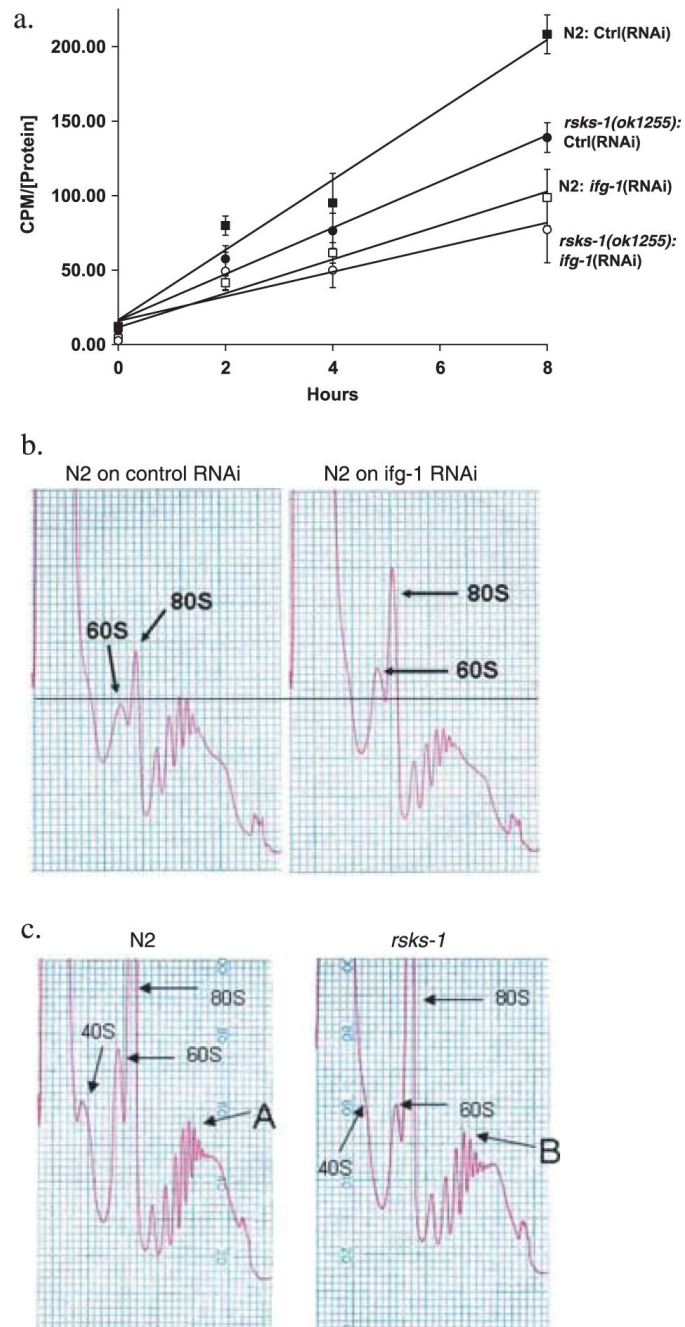 a.
200.00
150.00
100.00
50.00
0.00
CPM/[Protein]
0 2 4 6 8
Hours
N2: Ctrl(RNAi)
rsks-1(ok1255):
Ctrl(RNAi)
N2: ifg-1(RNAi)
rsks-1(ok1255):
ifg-1(RNAi)
b.
N2 on control RNAi
N2 on ifg-1 RNAi
60S
80S
80S
60S
c.
N2
rsks-1
40S
80S
60S
A
80S
60S
40S
B